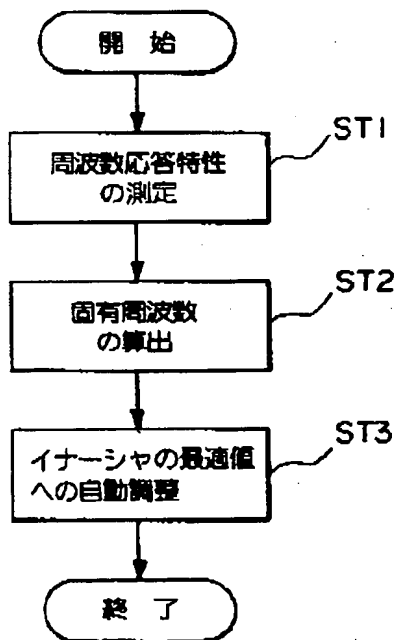 開 始
周波数応答特性
の測定
ST1
固有周波数
の算出
ST2
イナーシャの最適値
への自動調整
ST3
終 了